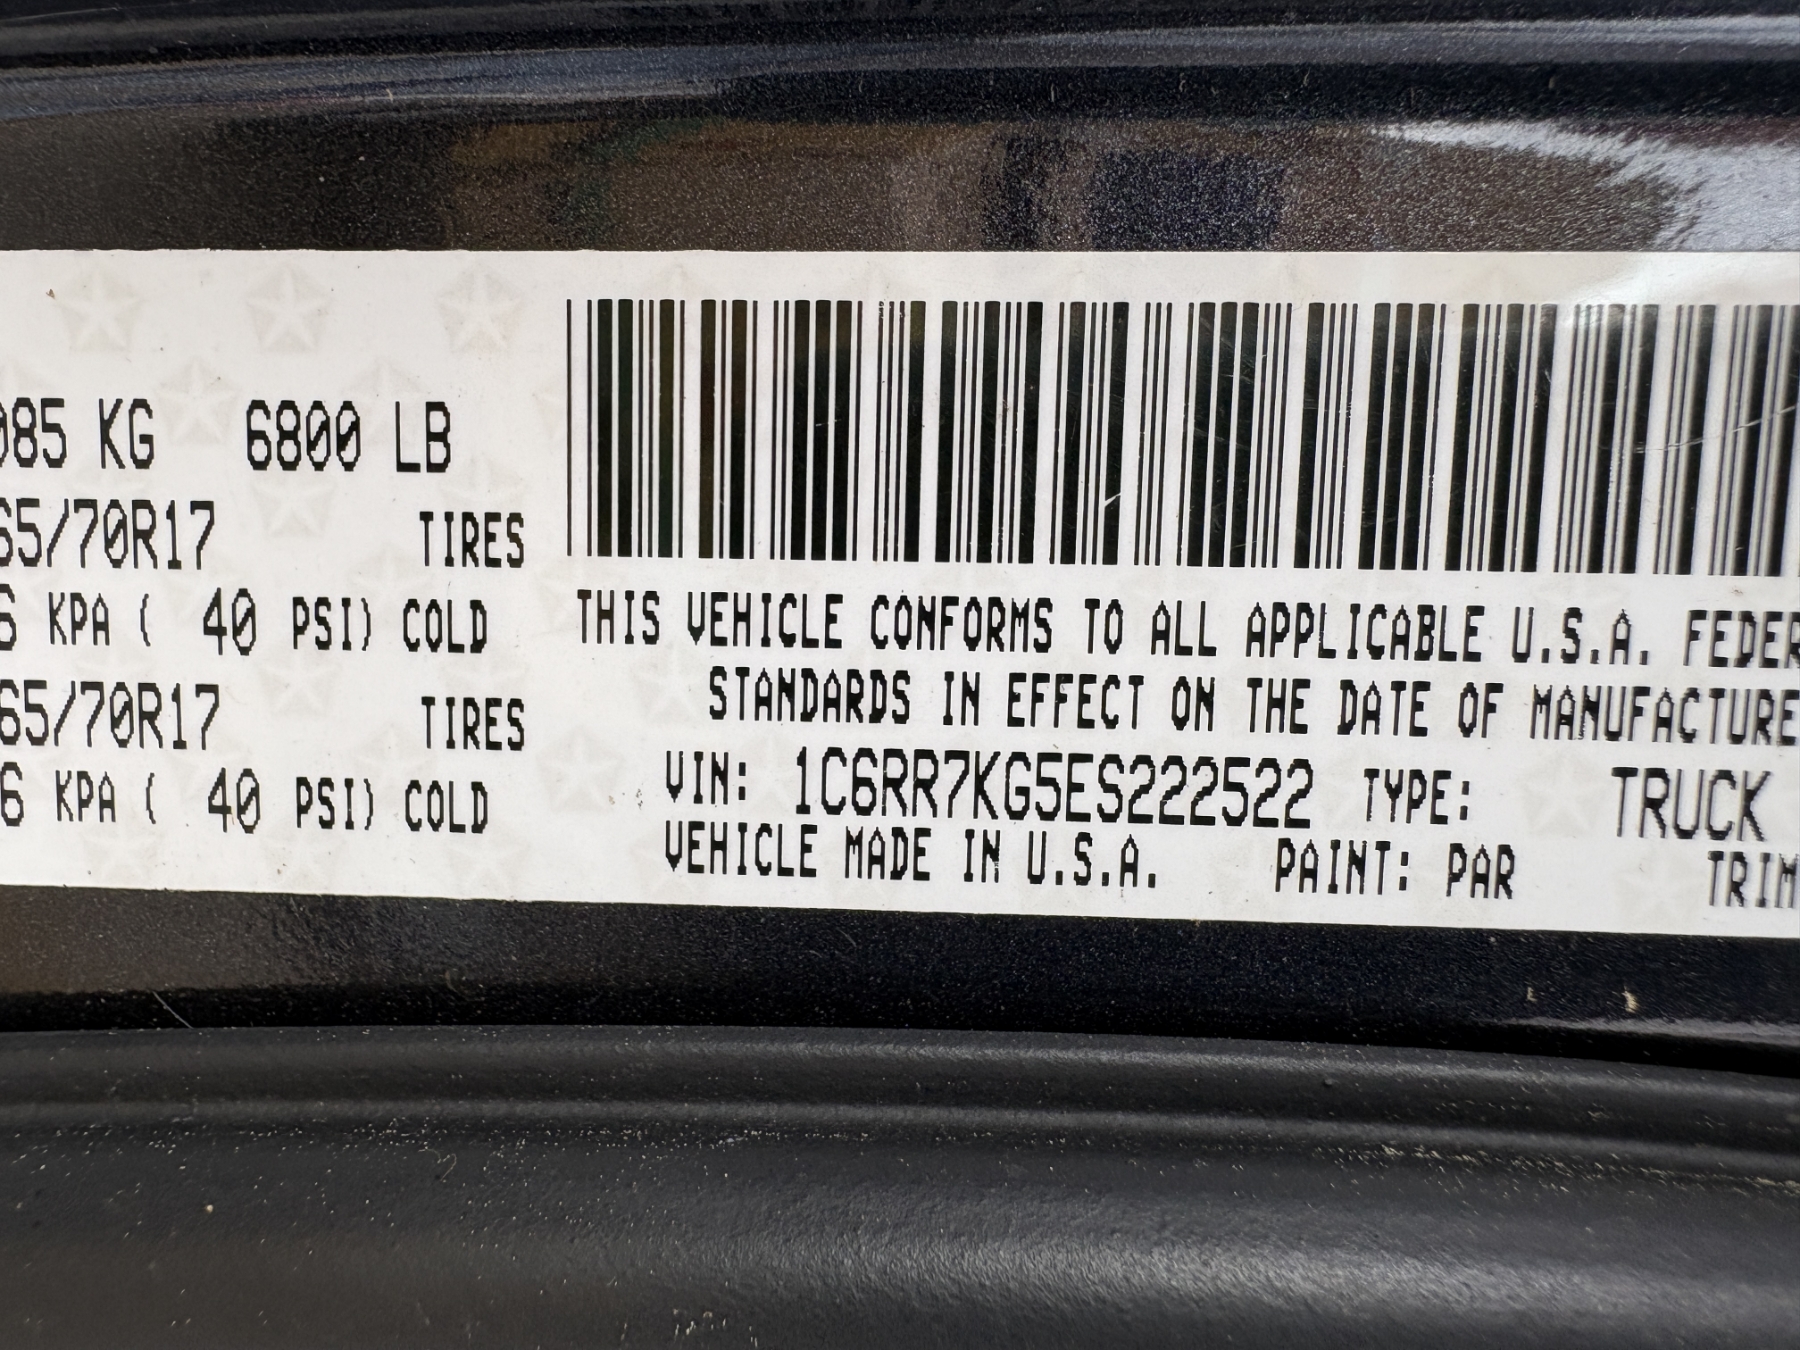 085 KG 6800 LB
65/70R17 TIRES
6 KPA ( 40 PSI) COLD
65/70R17 TIRES
6 KPA ( 40 PSI) COLD
THIS VEHICLE CONFORMS TO ALL APPLICABLE U.S.A. FEDER
STANDARDS IN EFFECT ON THE DATE OF MANUFACTURE
VIN: 1C6RR7KG5ES222522 TYPE: TRUCK
VEHICLE MADE IN U.S.A. PAINT: PAR TRIM